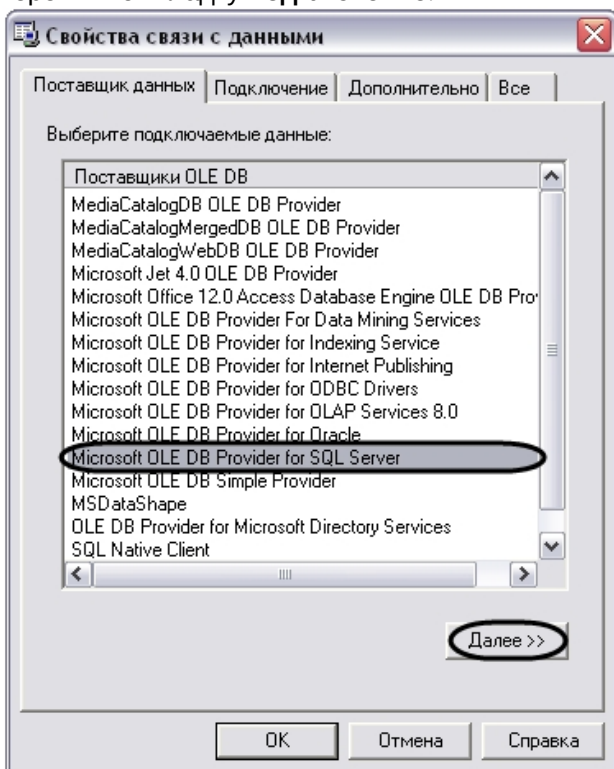 Свойства связи с данными
Поставщик данных Подключение Дополнительно Все
Выберите подключаемые данные:
Поставщики OLE DB
MediaCatalogDB OLE DB Provider
MediaCatalogMergedDB OLE DB Provider
MediaCatalogWebDB OLE DB Provider
Microsoft Jet 4.0 OLE DB Provider
Microsoft Office 12.0 Access Database Engine OLE DB Pro
Microsoft OLE DB Provider For Data Mining Services
Microsoft OLE DB Provider for Indexing Service
Microsoft OLE DB Provider for Internet Publishing
Microsoft OLE DB Provider for ODBC Drivers
Microsoft OLE DB Provider for OLAP Services 8.0
Microsoft OLE DB Provider for Oracle
Microsoft OLE DB Provider for SQL Server
Microsoft OLE DB Simple Provider
MSDataShape
OLE DB Provider for Microsoft Directory Services
SQL Native Client
Далее >>
OK Отмена Справка